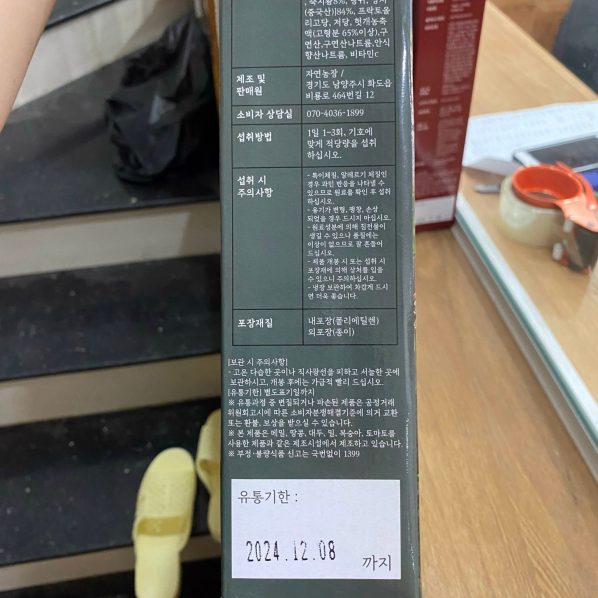 (중국산)84%, 프락토올
리고당, 저당, 헛개농축
액(고형분 65%이상),구
연산,구연산나트륨,안식
향산나트륨, 비타민c
제조 및
판매원
자연농장 /
경기도 남양주시 화도읍
비룡로 464번길 12
소비자 상담실
070-4036-1899
섭취방법
1일 1~3회, 기호에
맞게 적당량을 섭취
하십시오.
섭취 시
주의사항
- 특이체질, 알레르기 체질인
경우 과민 반응을 나타낼 수
있으므로 원료를 확인 후 섭취
하십시오.
- 용기가 변형, 팽창, 손상
되었을 경우 드시지 마십시오.
- 원료성분에 의해 침전물이
생길 수 있으나 품질에는
이상이 없으므로 잘 흔들어
드십시오.
- 제품 개봉 시 또는 섭취 시
포장재에 의해 상처를 입을
수 있으니 주의하십시오.
- 냉장 보관하여 차갑게 드시
면 더욱 좋습니다.
포장재질
내포장(폴리에틸렌)
외포장(종이)
[보관 시 주의사항]
- 고온 다습한 곳이나 직사광선을 피하고 서늘한 곳에
보관하시고, 개봉 후에는 가급적 빨리 드십시오.
[유통기한] 별도표기일까지
※ 유통과정 중 변질되거나 파손된 제품은 공정거래
위원회고시에 따른 소비자분쟁해결기준에 의거 교환
또는 환불, 보상을 받으실 수 있습니다.
※ 본 제품은 메밀, 땅콩, 대두, 밀, 복숭아, 토마토를
사용한 제품과 같은 제조시설에서 제조하고 있습니다.
※ 부정·불량식품 신고는 국번없이 1399
유통기한 :
2024.12.08
까지